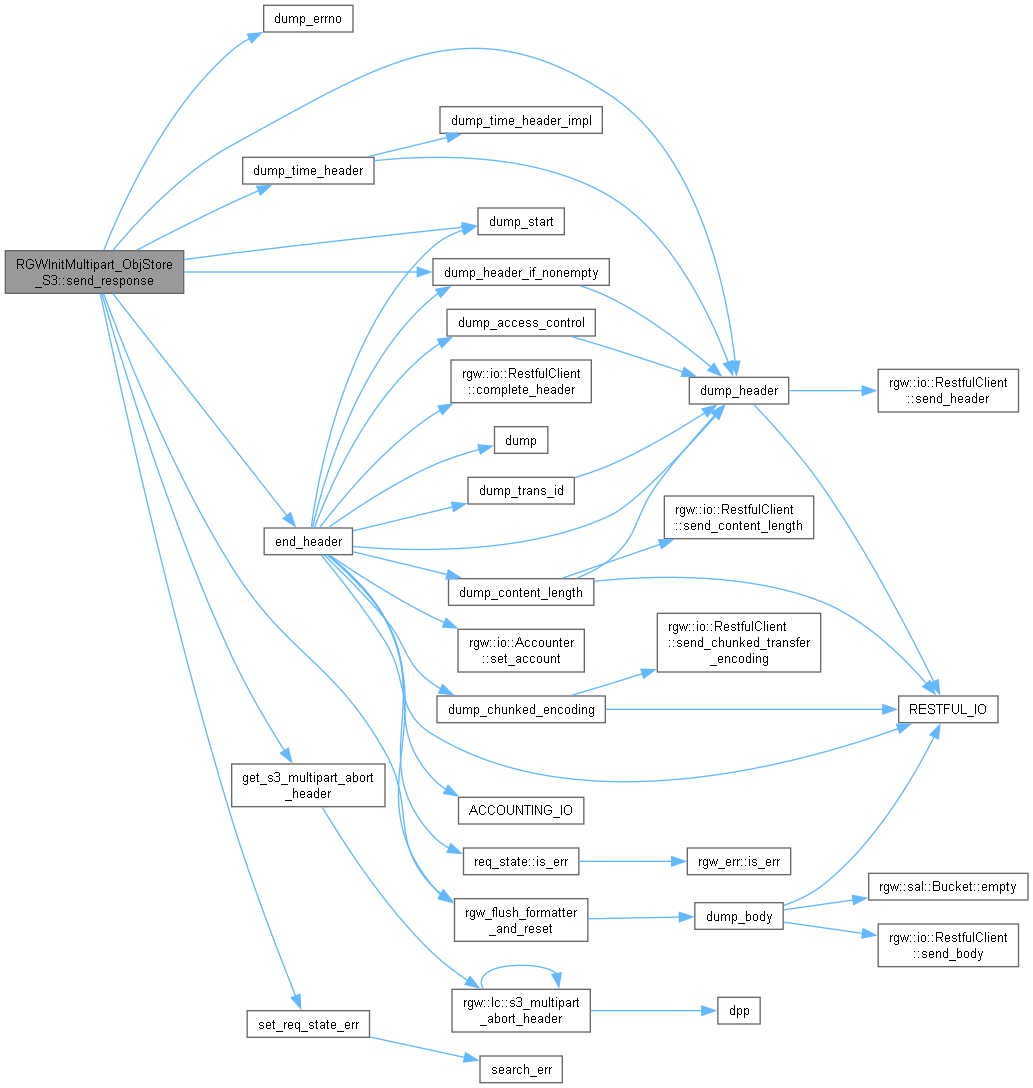 dump_errno
dump_time_header_impl
dump_time_header
dump_start
RGWInitMultipart_ObjStore
_S3::send_response
dump_header_if_nonempty
dump_access_control
rgw::io::RestfulClient
::complete_header
dump_header
rgw::io::RestfulClient
::send_header
dump
dump_trans_id
rgw::io::RestfulClient
::send_content_length
end_header
dump_content_length
rgw::io::Accounter
::set_account
rgw::io::RestfulClient
::send_chunked_transfer
_encoding
dump_chunked_encoding
RESTFUL_IO
get_s3_multipart_abort
_header
ACCOUNTING_IO
req_state::is_err
rgw_err::is_err
rgw::sal::Bucket::empty
rgw_flush_formatter
_and_reset
dump_body
rgw::io::RestfulClient
::send_body
rgw::lc::s3_multipart
_abort_header
dpp
set_req_state_err
search_err